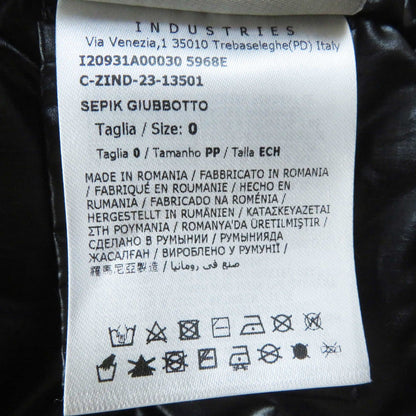 INDUSTRIES
Via Venezia,1 35010 Trebaseleghe(PD) Italy
I20931A00030 5968E
C-ZIND-23-13501
SEPIK GIUBBOTTO
Taglia / Size: 0
Taglia 0 / Tamanho PP / Talla ECH
MADE IN ROMANIA / FABBRICATO IN ROMANIA
/ FABRIQUÉ EN ROUMANIE / HECHO EN
RUMANIA / FABRICADO NA ROMÉNIA /
HERGESTELLT IN RUMÄNIEN / ΚΑΤΑΣΚΕΥΑΖΕΤΑΙ
ΣΤΗ ΡΟΥΜΑΝΙΑ / ROMANYA'DA ÜRETİLMİŞTİR /
СДЕЛАНО В РУМЫНИИ / РУМЫНИЯДА
ЖАСАЛҒАН / ВИРОБЛЕНО У РУМУНІЇ /
羅馬尼亞製造 / صنع في رومانيا